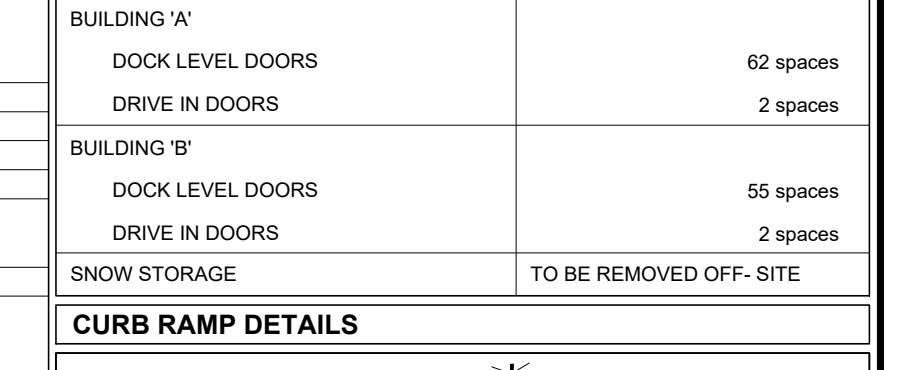 BUILDING 'A'
DOCK LEVEL DOORS 62 spaces
DRIVE IN DOORS 2 spaces
BUILDING 'B'
DOCK LEVEL DOORS 55 spaces
DRIVE IN DOORS 2 spaces
SNOW STORAGE TO BE REMOVED OFF- SITE
CURB RAMP DETAILS